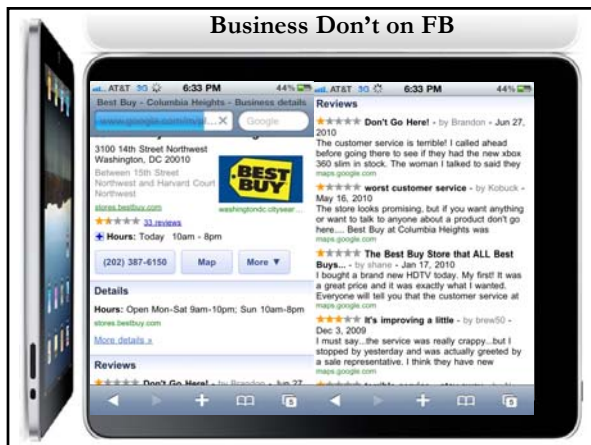 Business Don't on FB
AT&T 3G 6:33 PM 44%
Best Buy - Columbia Heights - Business details
Google
3100 14th Street Northwest
Washington, DC 20010
Between 15th Street
Northwest and Harvard Court
Northwest
stores.bestbuy.com
BEST
BUY
washingtondc.citysear...
33 reviews
Hours: Today 10am - 8pm
(202) 387-6150 Map More ▼
Details
Hours: Open Mon-Sat 9am-10pm; Sun 10am-8pm
stores.bestbuy.com
More details »
Reviews
Don't Go Here! - by Brandon - Jun 27,
5
AT&T 3G 6:33 PM 44%
Reviews
Don't Go Here! - by Brandon - Jun 27,
2010
The customer service is terrible! I called ahead
before going there to see if they had the new xbox
360 slim in stock. The woman I talked to said they
maps.google.com
worst customer service - by Kobuck -
May 16, 2010
The store looks promising, but if you want anything
or want to talk to anyone about a product don't go
here.... Best Buy at Columbia Heights was
maps.google.com
The Best Buy Store that ALL Best
Buys... - by shane - Jan 17, 2010
I bought a brand new HDTV today. My first! It was
a great price and it was exactly what I wanted.
Everyone will tell you that the customer service at
maps.google.com
It's improving a little - by brew50 -
Dec 3, 2009
I must say...the service was really crappy...but I
stopped by yesterday and was actually greeted by
a sale representative. I think they have new
maps.google.com
5